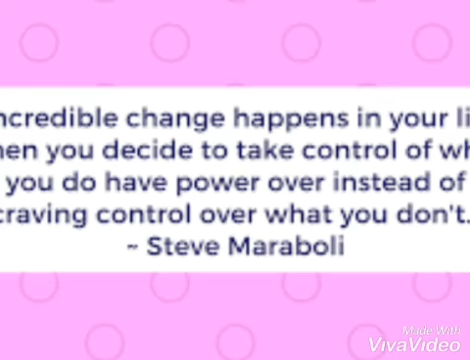 ncredible change happens in your li
hen you decide to take control of wh
you do have power over instead of
craving control over what you don't.
~ Steve Maraboli
Made With
VivaVideo